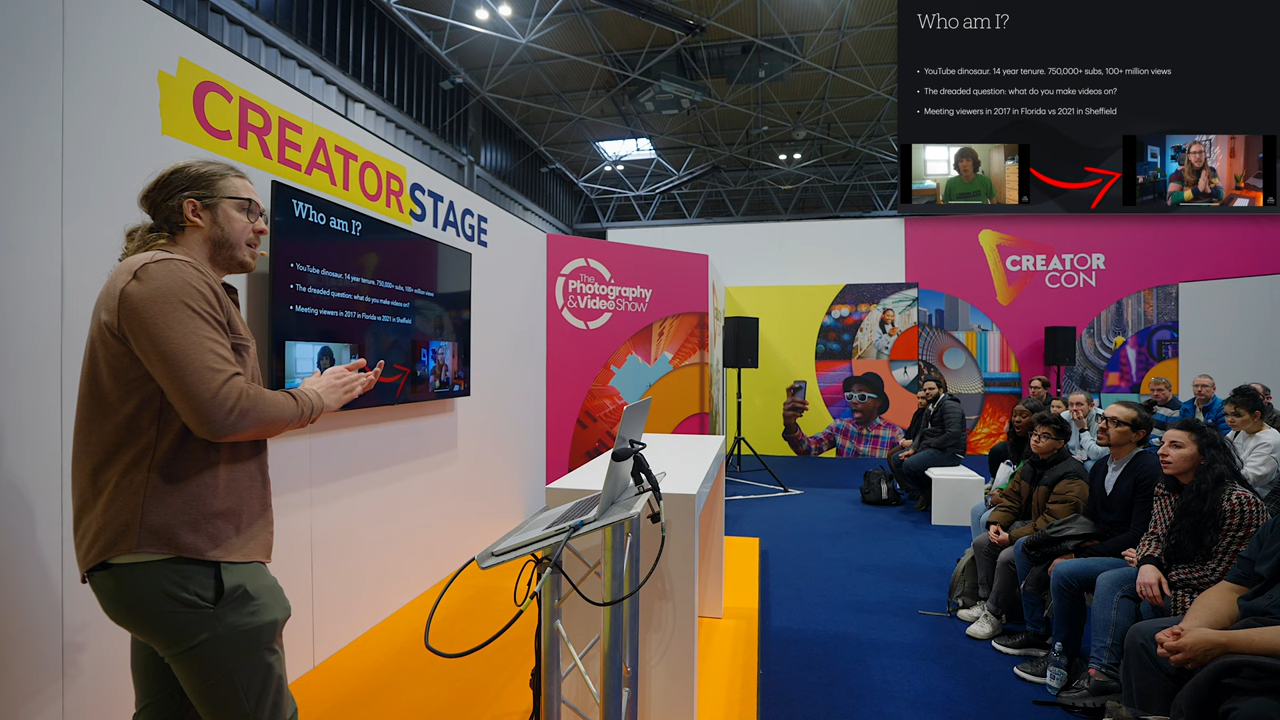 CREATOR STAGE
Who am I?
• YouTube dinosaur. 14 year tenure. 750,000+ subs, 100+ million views
• The dreaded question: what do you make videos on?
• Meeting viewers in 2017 in Florida vs 2021 in Sheffield
The
Photography
&Video Show
CREATOR
CON
Who am I?
• YouTube dinosaur. 14 year tenure. 750,000+ subs, 100+ million views
• The dreaded question: what do you make videos on?
• Meeting viewers in 2017 in Florida vs 2021 in Sheffield